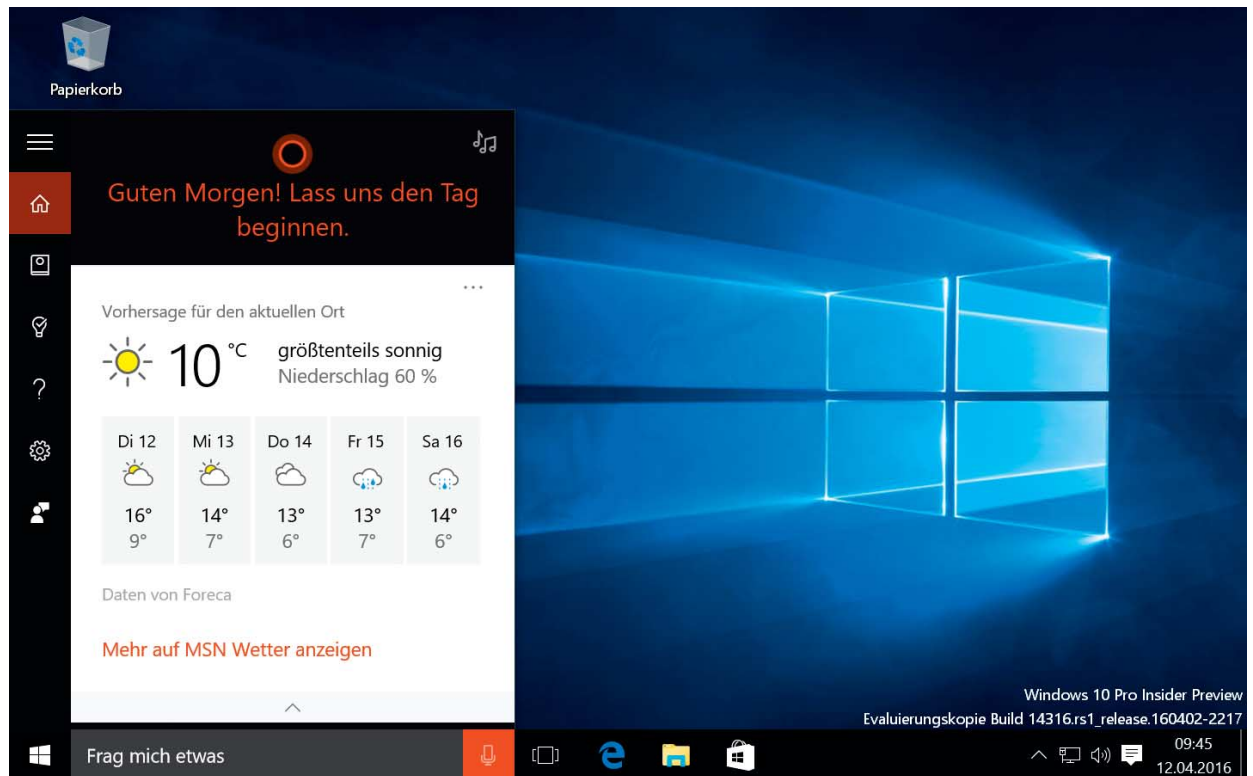 Papierkorb
Guten Morgen! Lass uns den Tag
beginnen.
Vorhersage für den aktuellen Ort
10 °C
größtenteils sonnig
Niederschlag 60 %
Di 12 Mi 13 Do 14 Fr 15 Sa 16
16° 14° 13° 13° 14°
9° 7° 6° 7° 6°
Daten von Foreca
Mehr auf MSN Wetter anzeigen
Windows 10 Pro Insider Preview
Evaluierungskopie Build 14316.rs1_release.160402-2217
Frag mich etwas
09:45
12.04.2016